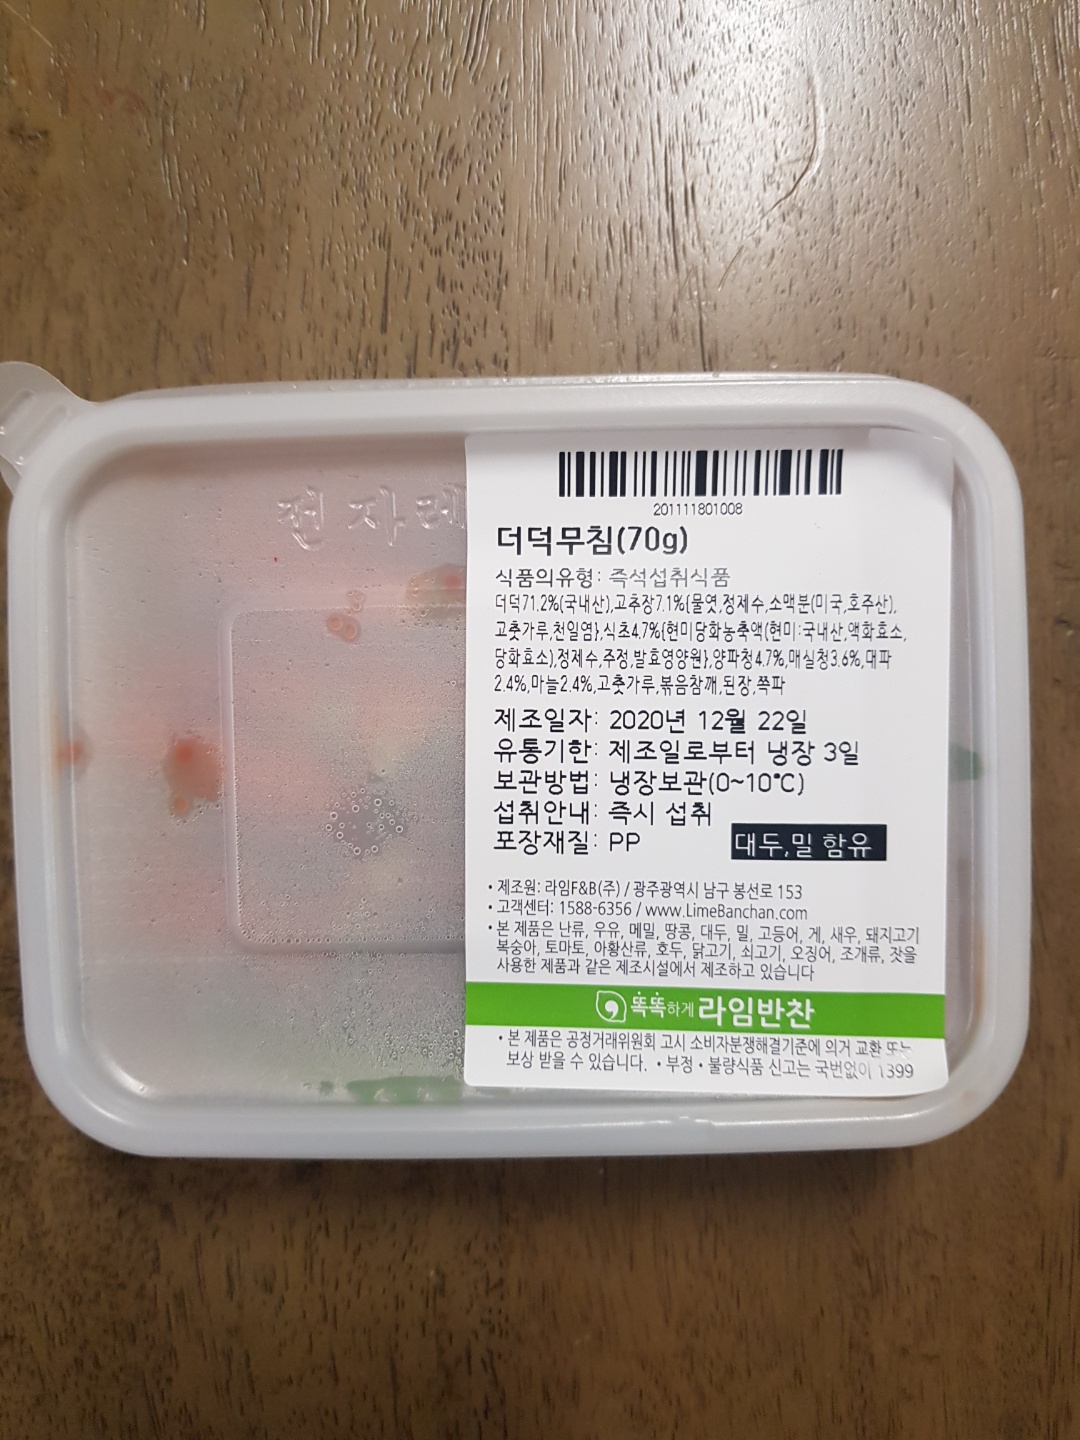 전자레
201111801008
더덕무침(70g)
식품의유형: 즉석섭취식품
더덕71.2%(국내산),고추장7.1%{물엿,정제수,소맥분(미국,호주산),
고춧가루,천일염},식초4.7%{현미당화농축액(현미:국내산,액화효소,
당화효소),정제수,주정,발효영양원},양파청4.7%,매실청3.6%,대파
2.4%,마늘2.4%,고춧가루,볶음참깨,된장,쪽파
제조일자: 2020년 12월 22일
유통기한: 제조일로부터 냉장 3일
보관방법: 냉장보관(0~10℃)
섭취안내: 즉시 섭취
포장재질: PP
대두,밀 함유
• 제조원: 라임F&B(주) / 광주광역시 남구 봉선로 153
• 고객센터: 1588-6356 / www.LimeBanchan.com
• 본 제품은 난류, 우유, 메밀, 땅콩, 대두, 밀, 고등어, 게, 새우, 돼지고기
복숭아, 토마토, 아황산류, 호두, 닭고기, 쇠고기, 오징어, 조개류, 잣을
사용한 제품과 같은 제조시설에서 제조하고 있습니다
똑똑하게 라임반찬
• 본 제품은 공정거래위원회 고시 소비자분쟁해결기준에 의거 교환 또는
보상 받을 수 있습니다. • 부정 • 불량식품 신고는 국번없이 1399